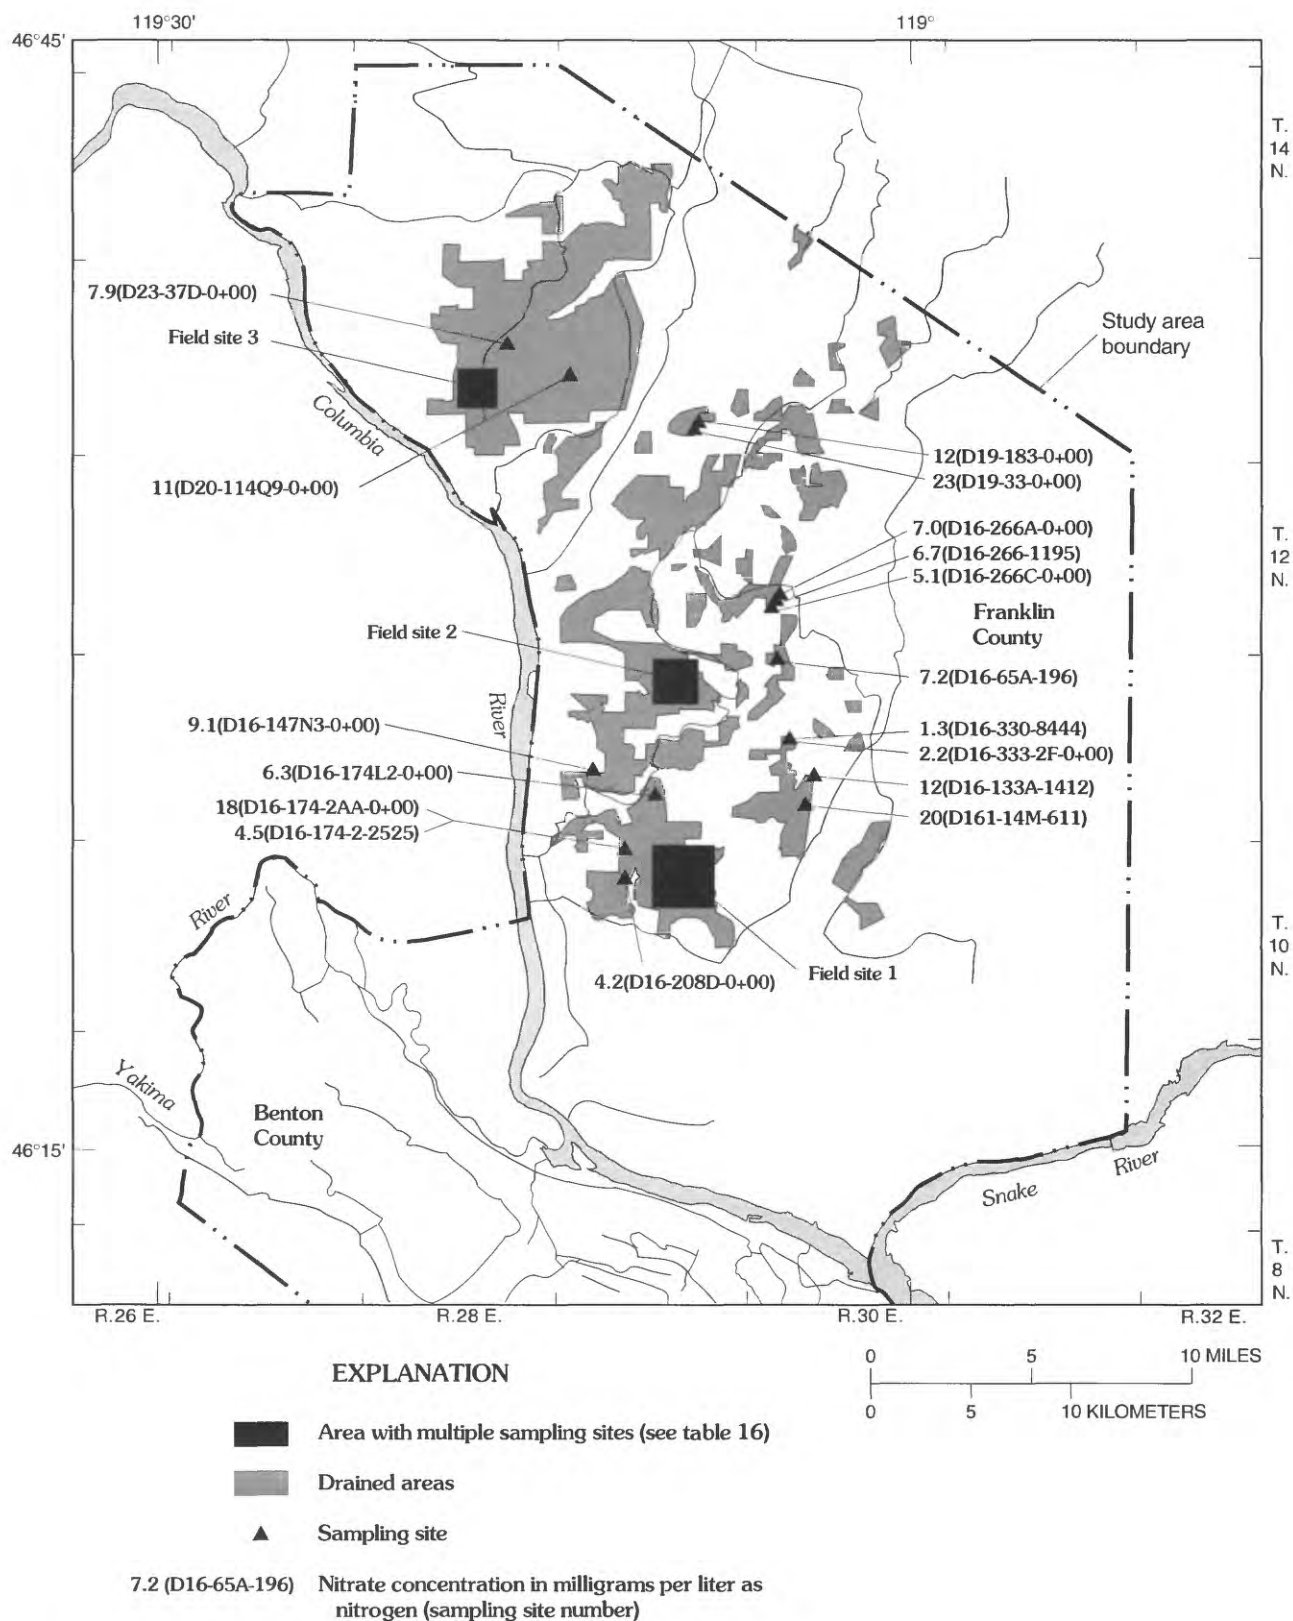 119°30'
119°
46°45'
T.
14
N.
7.9(D23-37D-0+00)
Field site 3
Study area
boundary
Columbia
12(D19-183-0+00)
23(D19-33-0+00)
11(D20-114Q9-0+00)
7.0(D16-266A-0+00)
6.7(D16-266-1195)
5.1(D16-266C-0+00)
T.
12
N.
Franklin
County
Field site 2
7.2(D16-65A-196)
River
9.1(D16-147N3-0+00)
1.3(D16-330-8444)
2.2(D16-333-2F-0+00)
6.3(D16-174L2-0+00)
12(D16-133A-1412)
18(D16-174-2AA-0+00)
20(D161-14M-611)
4.5(D16-174-2-2525)
River
T.
10
N.
4.2(D16-208D-0+00)
Field site 1
Yakima
Benton
County
46°15'
River
Snake
T.
8
N.
R.26 E.
R.28 E.
R.30 E.
R.32 E.
0 5 10 MILES
0 5 10 KILOMETERS
EXPLANATION
Area with multiple sampling sites (see table 16)
Drained areas
Sampling site
7.2 (D16-65A-196) Nitrate concentration in milligrams per liter as
nitrogen (sampling site number)